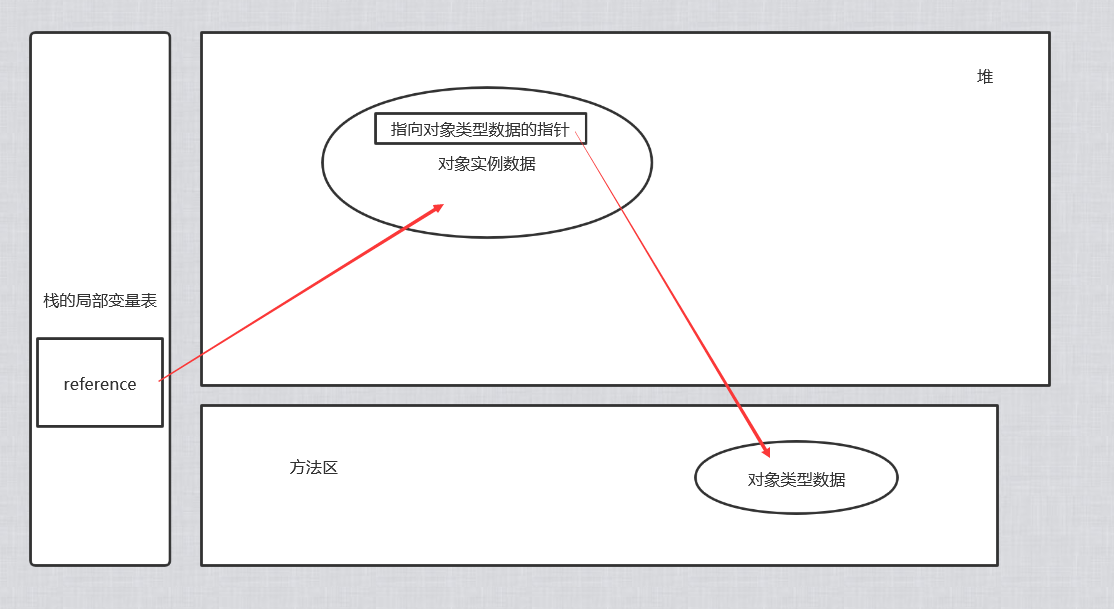 堆
指向对象类型数据的指针
对象实例数据
栈的局部变量表
reference
方法区
对象类型数据